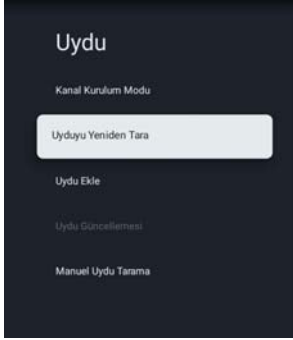 Uydu
Kanal Kurulum Modu
Uyduyu Yeniden Tara
Uydu Ekle
Uydu Güncellemesi
Manuel Uydu Tarama